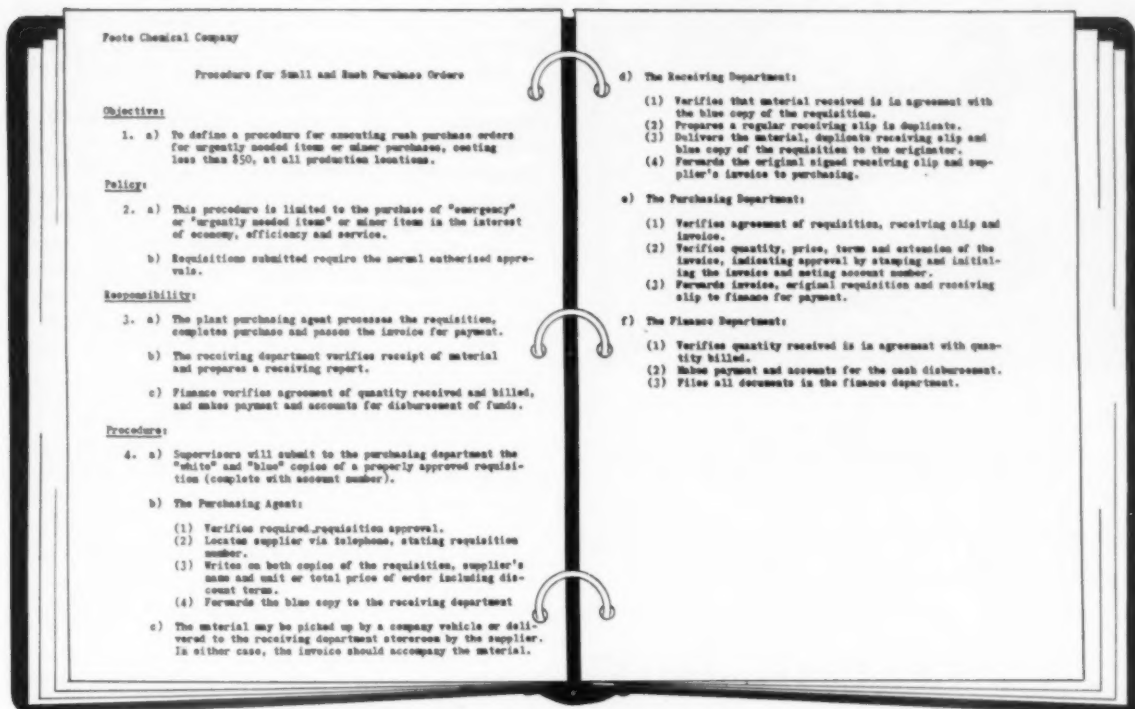 Foote Chemical Company
Procedure for Small and Rush Purchase Orders
Objective:
1. a) To define a procedure for executing rush purchase orders
for urgently needed items or minor purchases, costing
less than $50, at all production locations.
Policy:
2. a) This procedure is limited to the purchase of "emergency"
or "urgently needed items" or minor items in the interest
of economy, efficiency and service.
b) Requisitions submitted require the normal authorized appro-
vals.
Responsibility:
3. a) The plant purchasing agent processes the requisition,
completes purchase and passes the invoice for payment.
b) The receiving department verifies receipt of material
and prepares a receiving report.
c) Finance verifies agreement of quantity received and billed,
and makes payment and accounts for disbursement of funds.
Procedure:
4. a) Supervisors will submit to the purchasing department the
"white" and "blue" copies of a properly approved requisi-
tion (complete with account number).
b) The Purchasing Agent:
(1) Verifies required requisition approval.
(2) Locates supplier via telephone, stating requisition
number.
(3) Writes on both copies of the requisition, supplier's
name and unit or total price of order including dis-
count terms.
(4) Forwards the blue copy to the receiving department
c) The material may be picked up by a company vehicle or deli-
vered to the receiving department storeroom by the supplier.
In either case, the invoice should accompany the material.
d) The Receiving Department:
(1) Verifies that material received is in agreement with
the blue copy of the requisition.
(2) Prepares a regular receiving slip in duplicate.
(3) Delivers the material, duplicate receiving slip and
blue copy of the requisition to the originator.
(4) Forwards the original signed receiving slip and sup-
plier's invoice to purchasing.
e) The Purchasing Department:
(1) Verifies agreement of requisition, receiving slip and
invoice.
(2) Verifies quantity, price, terms and extension of the
invoice, indicating approval by stamping and initial-
ing the invoice and noting account number.
(3) Forwards invoice, original requisition and receiving
slip to finance for payment.
f) The Finance Department:
(1) Verifies quantity received is in agreement with quan-
tity billed.
(2) Makes payment and accounts for the cash disbursement.
(3) Files all documents in the finance department.